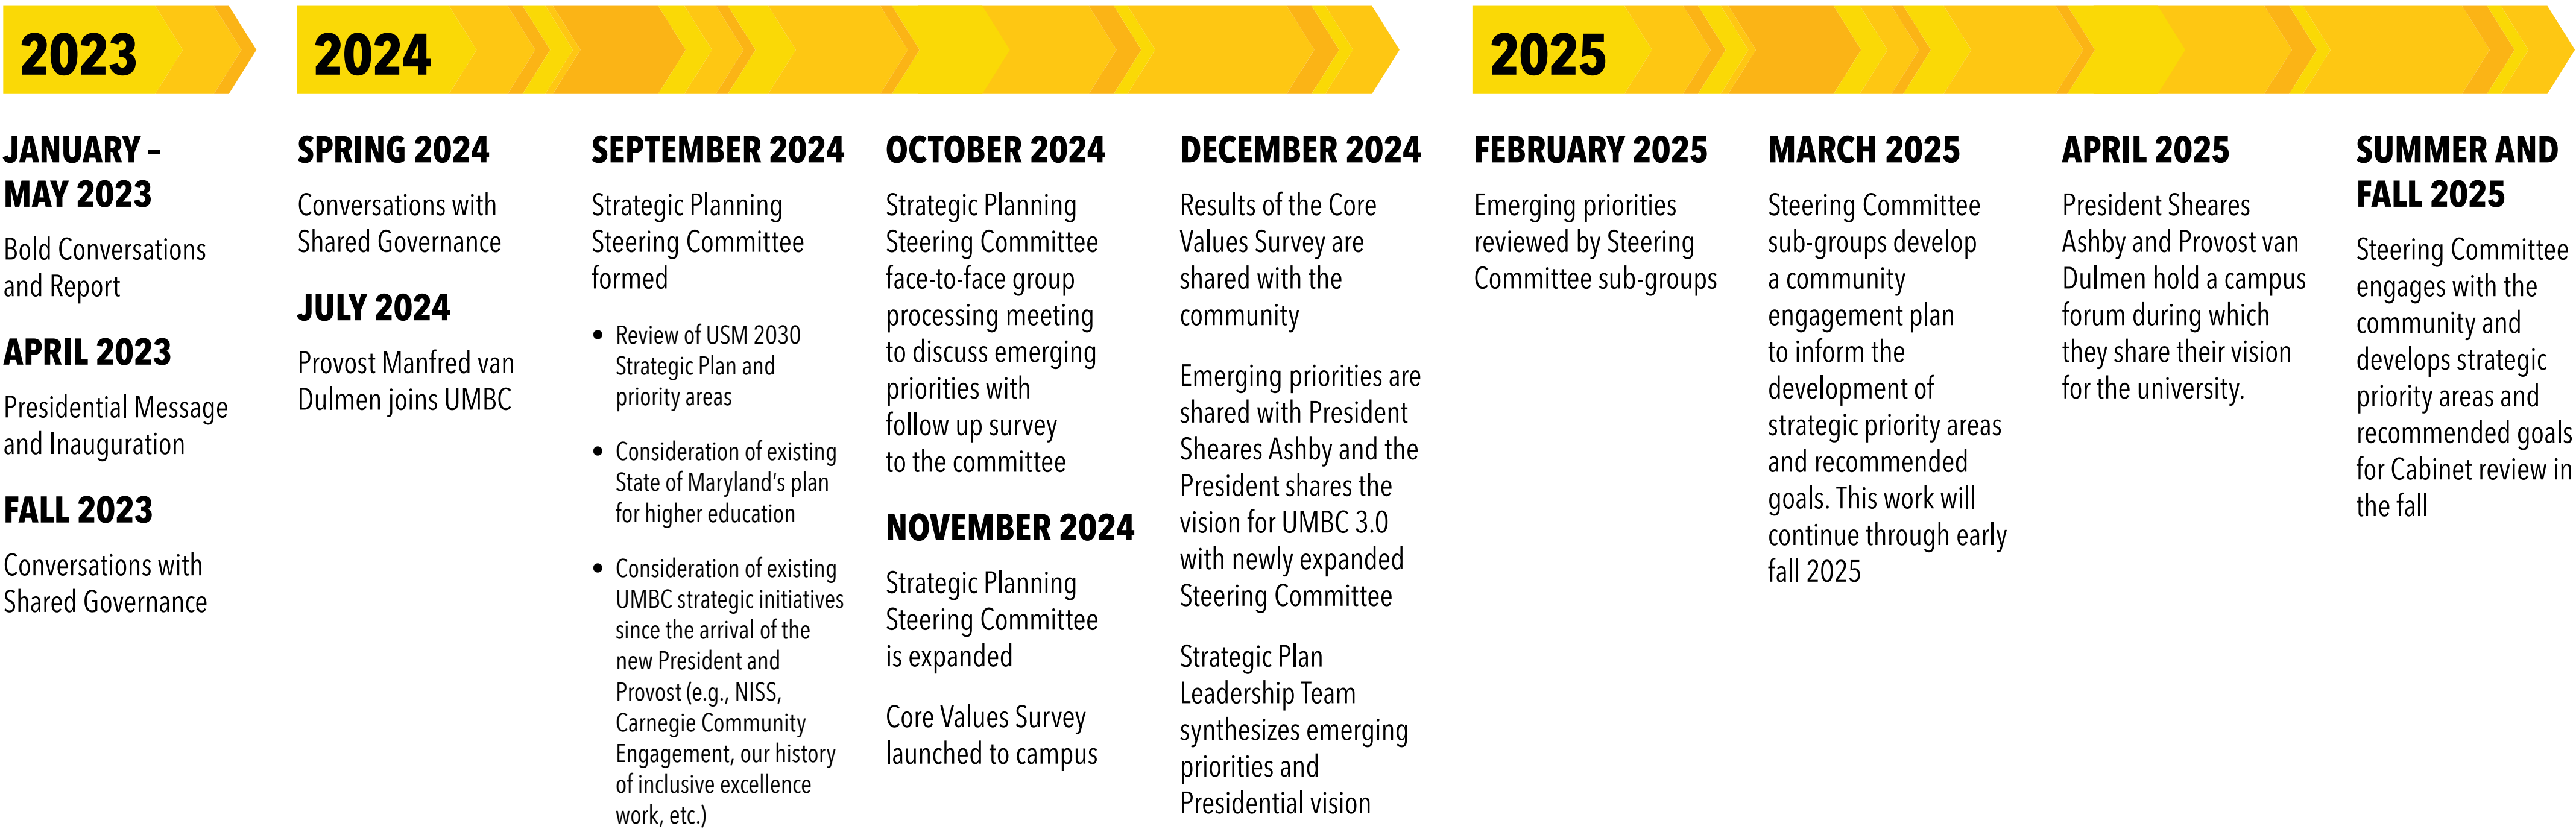 2023
JANUARY –
MAY 2023
Bold Conversations
and Report
APRIL 2023
Presidential Message
and Inauguration
FALL 2023
Conversations with
Shared Governance
2024
SPRING 2024
Conversations with
Shared Governance
JULY 2024
Provost Manfred van
Dulmen joins UMBC
SEPTEMBER 2024
Strategic Planning
Steering Committee
formed
• Review of USM 2030
Strategic Plan and
priority areas
• Consideration of existing
State of Maryland's plan
for higher education
• Consideration of existing
UMBC strategic initiatives
since the arrival of the
new President and
Provost (e.g., NISS,
Carnegie Community
Engagement, our history
of inclusive excellence
work, etc.)
OCTOBER 2024
Strategic Planning
Steering Committee
face-to-face group
processing meeting
to discuss emerging
priorities with
follow up survey
to the committee
NOVEMBER 2024
Strategic Planning
Steering Committee
is expanded
Core Values Survey
launched to campus
DECEMBER 2024
Results of the Core
Values Survey are
shared with the
community
Emerging priorities are
shared with President
Sheares Ashby and the
President shares the
vision for UMBC 3.0
with newly expanded
Steering Committee
Strategic Plan
Leadership Team
synthesizes emerging
priorities and
Presidential vision
2025
FEBRUARY 2025
Emerging priorities
reviewed by Steering
Committee sub-groups
MARCH 2025
Steering Committee
sub-groups develop
a community
engagement plan
to inform the
development of
strategic priority areas
and recommended
goals. This work will
continue through early
fall 2025
APRIL 2025
President Sheares
Ashby and Provost van
Dulmen hold a campus
forum during which
they share their vision
for the university.
SUMMER AND
FALL 2025
Steering Committee
engages with the
community and
develops strategic
priority areas and
recommended goals
for Cabinet review in
the fall